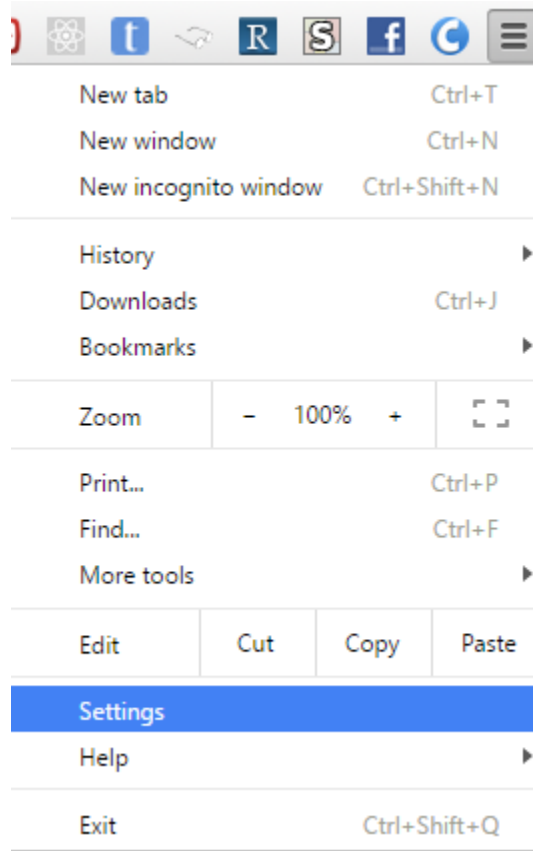 t R S f C
New tab Ctrl+T
New window Ctrl+N
New incognito window Ctrl+Shift+N
History
Downloads Ctrl+J
Bookmarks
Zoom - 100% +
Print... Ctrl+P
Find... Ctrl+F
More tools
Edit Cut Copy Paste
Settings
Help
Exit Ctrl+Shift+Q